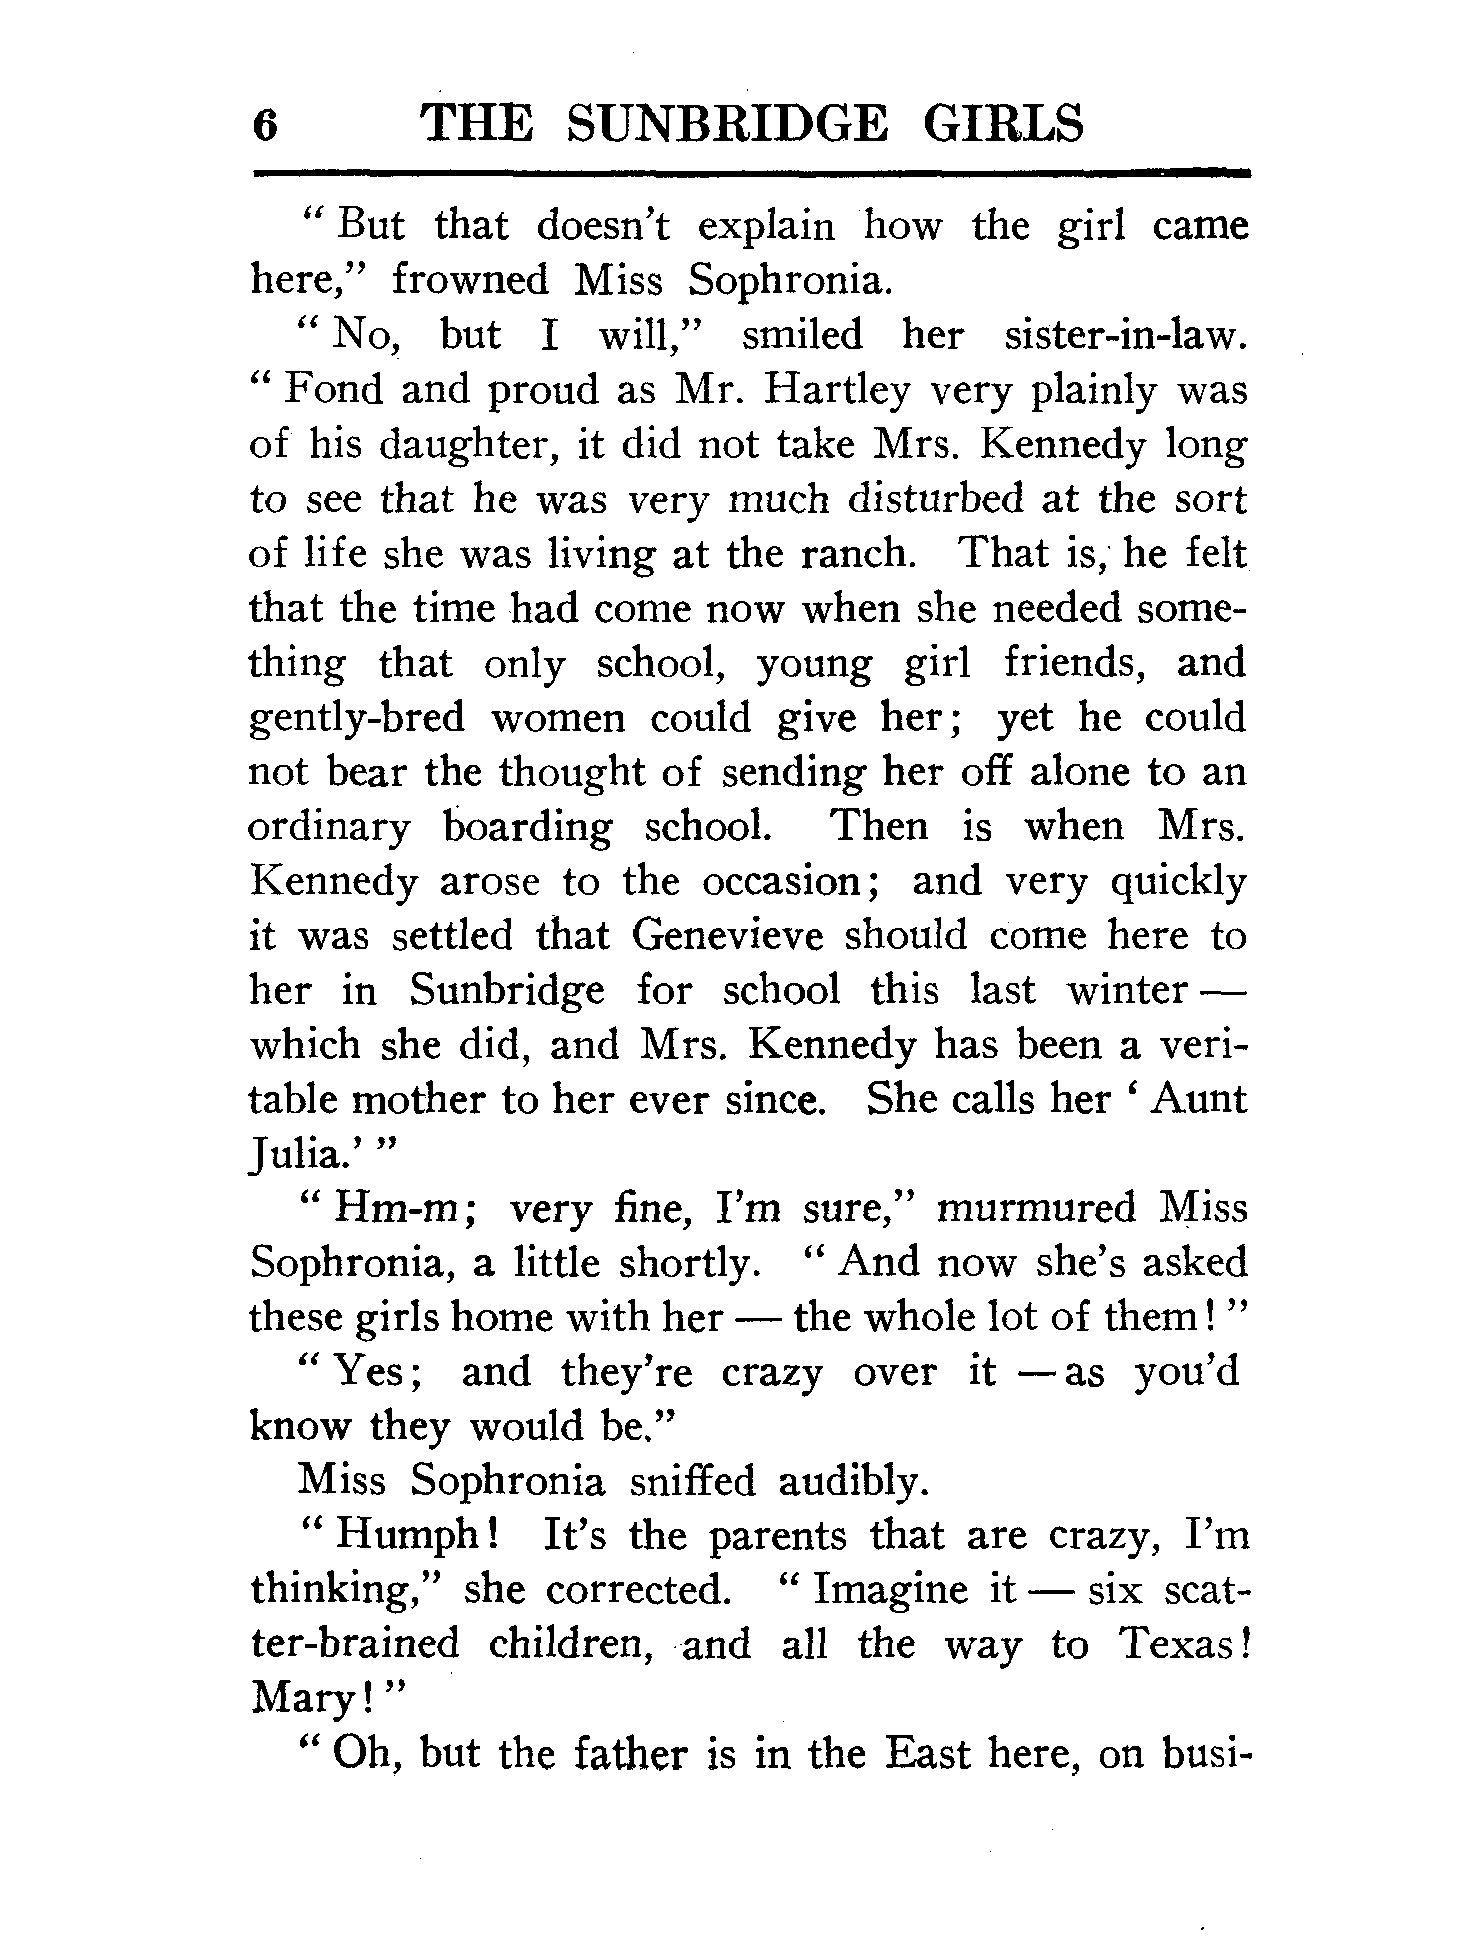 6 THE SUNBRIDGE GIRLS
“ But that doesn’t explain how the girl came
here,” frowned Miss Sophronia.
“ No, but I will,” smiled her sister-in-law.
“ Fond and proud as Mr. Hartley very plainly was
of his daughter, it did not take Mrs. Kennedy long
to see that he was very much disturbed at the sort
of life she was living at the ranch. That is, he felt
that the time had come now when she needed some-
thing that only school, young girl friends, and
gently-bred women could give her; yet he could
not bear the thought of sending her off alone to an
ordinary boarding school. Then is when Mrs.
Kennedy arose to the occasion; and very quickly
it was settled that Genevieve should come here to
her in Sunbridge for school this last winter —
which she did, and Mrs. Kennedy has been a veri-
table mother to her ever since. She calls her ‘ Aunt
Julia.’ ”
“ Hm-m; very fine, I’m sure,” murmured Miss
Sophronia, a little shortly. “ And now she’s asked
these girls home with her — the whole lot of them! ”
“ Yes; and they’re crazy over it — as you’d
know they would be.”
Miss Sophronia sniffed audibly.
“ Humph! It’s the parents that are crazy, I’m
thinking,” she corrected. “ Imagine it — six scat-
ter-brained children, and all the way to Texas!
Mary! ”
“ Oh, but the father is in the East here, on busi-